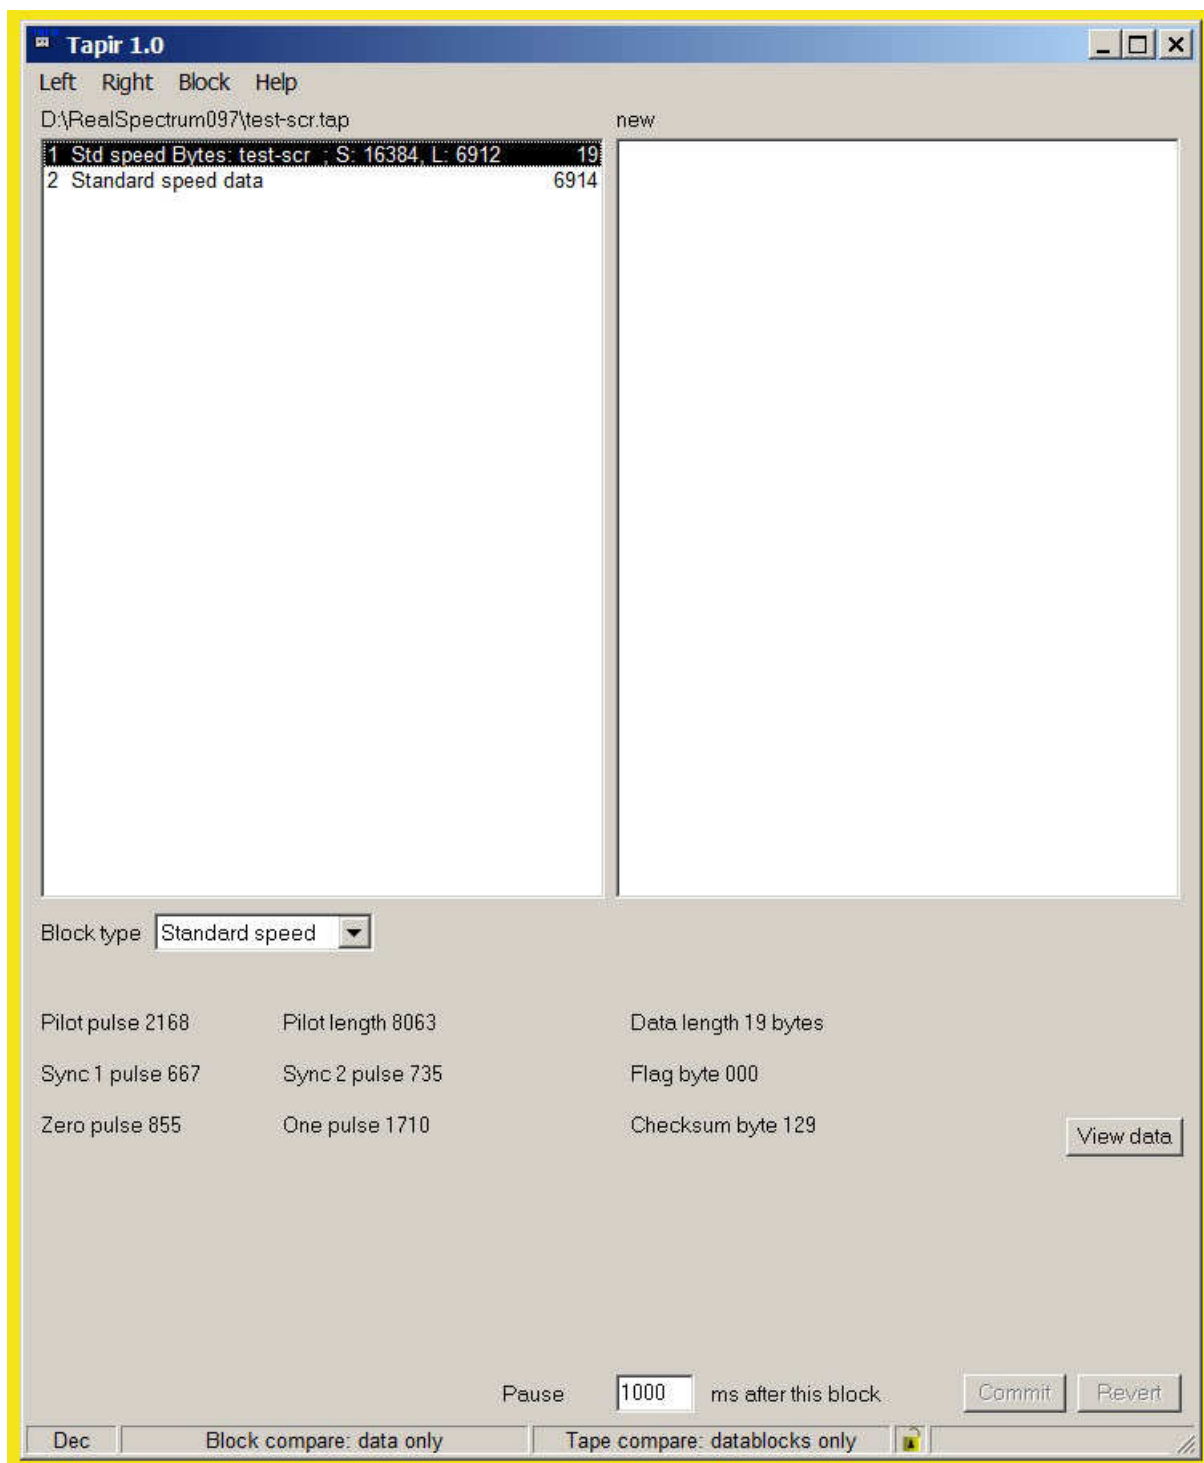 Tapir 1.0
Left Right Block Help
D:\RealSpectrum097\test-scr.tap new
1 Std speed Bytes: test-scr ; S: 16384, L: 6912 19
2 Standard speed data 6914
Block type Standard speed
Pilot pulse 2168 Pilot length 8063 Data length 19 bytes
Sync 1 pulse 667 Sync 2 pulse 735 Flag byte 000
Zero pulse 855 One pulse 1710 Checksum byte 129
View data
Pause 1000 ms after this block Commit Revert
Dec Block compare: data only Tape compare: datablocks only